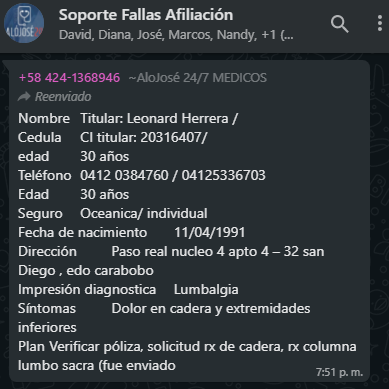 Soporte Fallas Afiliación
David, Diana, José, Marcos, Nandy, +1 (...
ALOJOSÉ
+58 424-1368946 ~AloJosé 24/7 MEDICOS
Reenviado
Nombre Titular: Leonard Herrera /
Cedula CI titular: 20316407/
edad 30 años
Teléfono 0412 0384760 / 04125336703
Edad 30 años
Seguro Oceanica/ individual
Fecha de nacimiento 11/04/1991
Dirección Paso real nucleo 4 apto 4 – 32 san
Diego , edo carabobo
Impresión diagnostica Lumbalgia
Síntomas Dolor en cadera y extremidades
inferiores
Plan Verificar póliza, solicitud rx de cadera, rx columna
lumbo sacra (fue enviado
7:51 p. m.